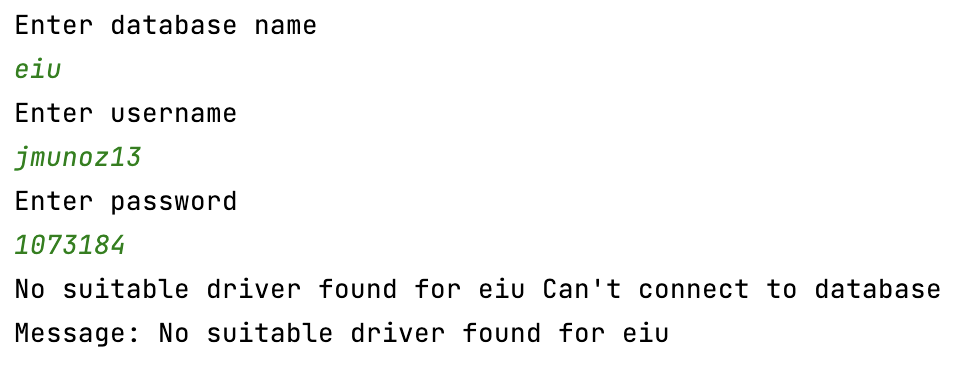 Enter database name
eiu
Enter username
jmunoz13
Enter password
1073184
No suitable driver found for eiu Can't connect to database
Message: No suitable driver found for eiu